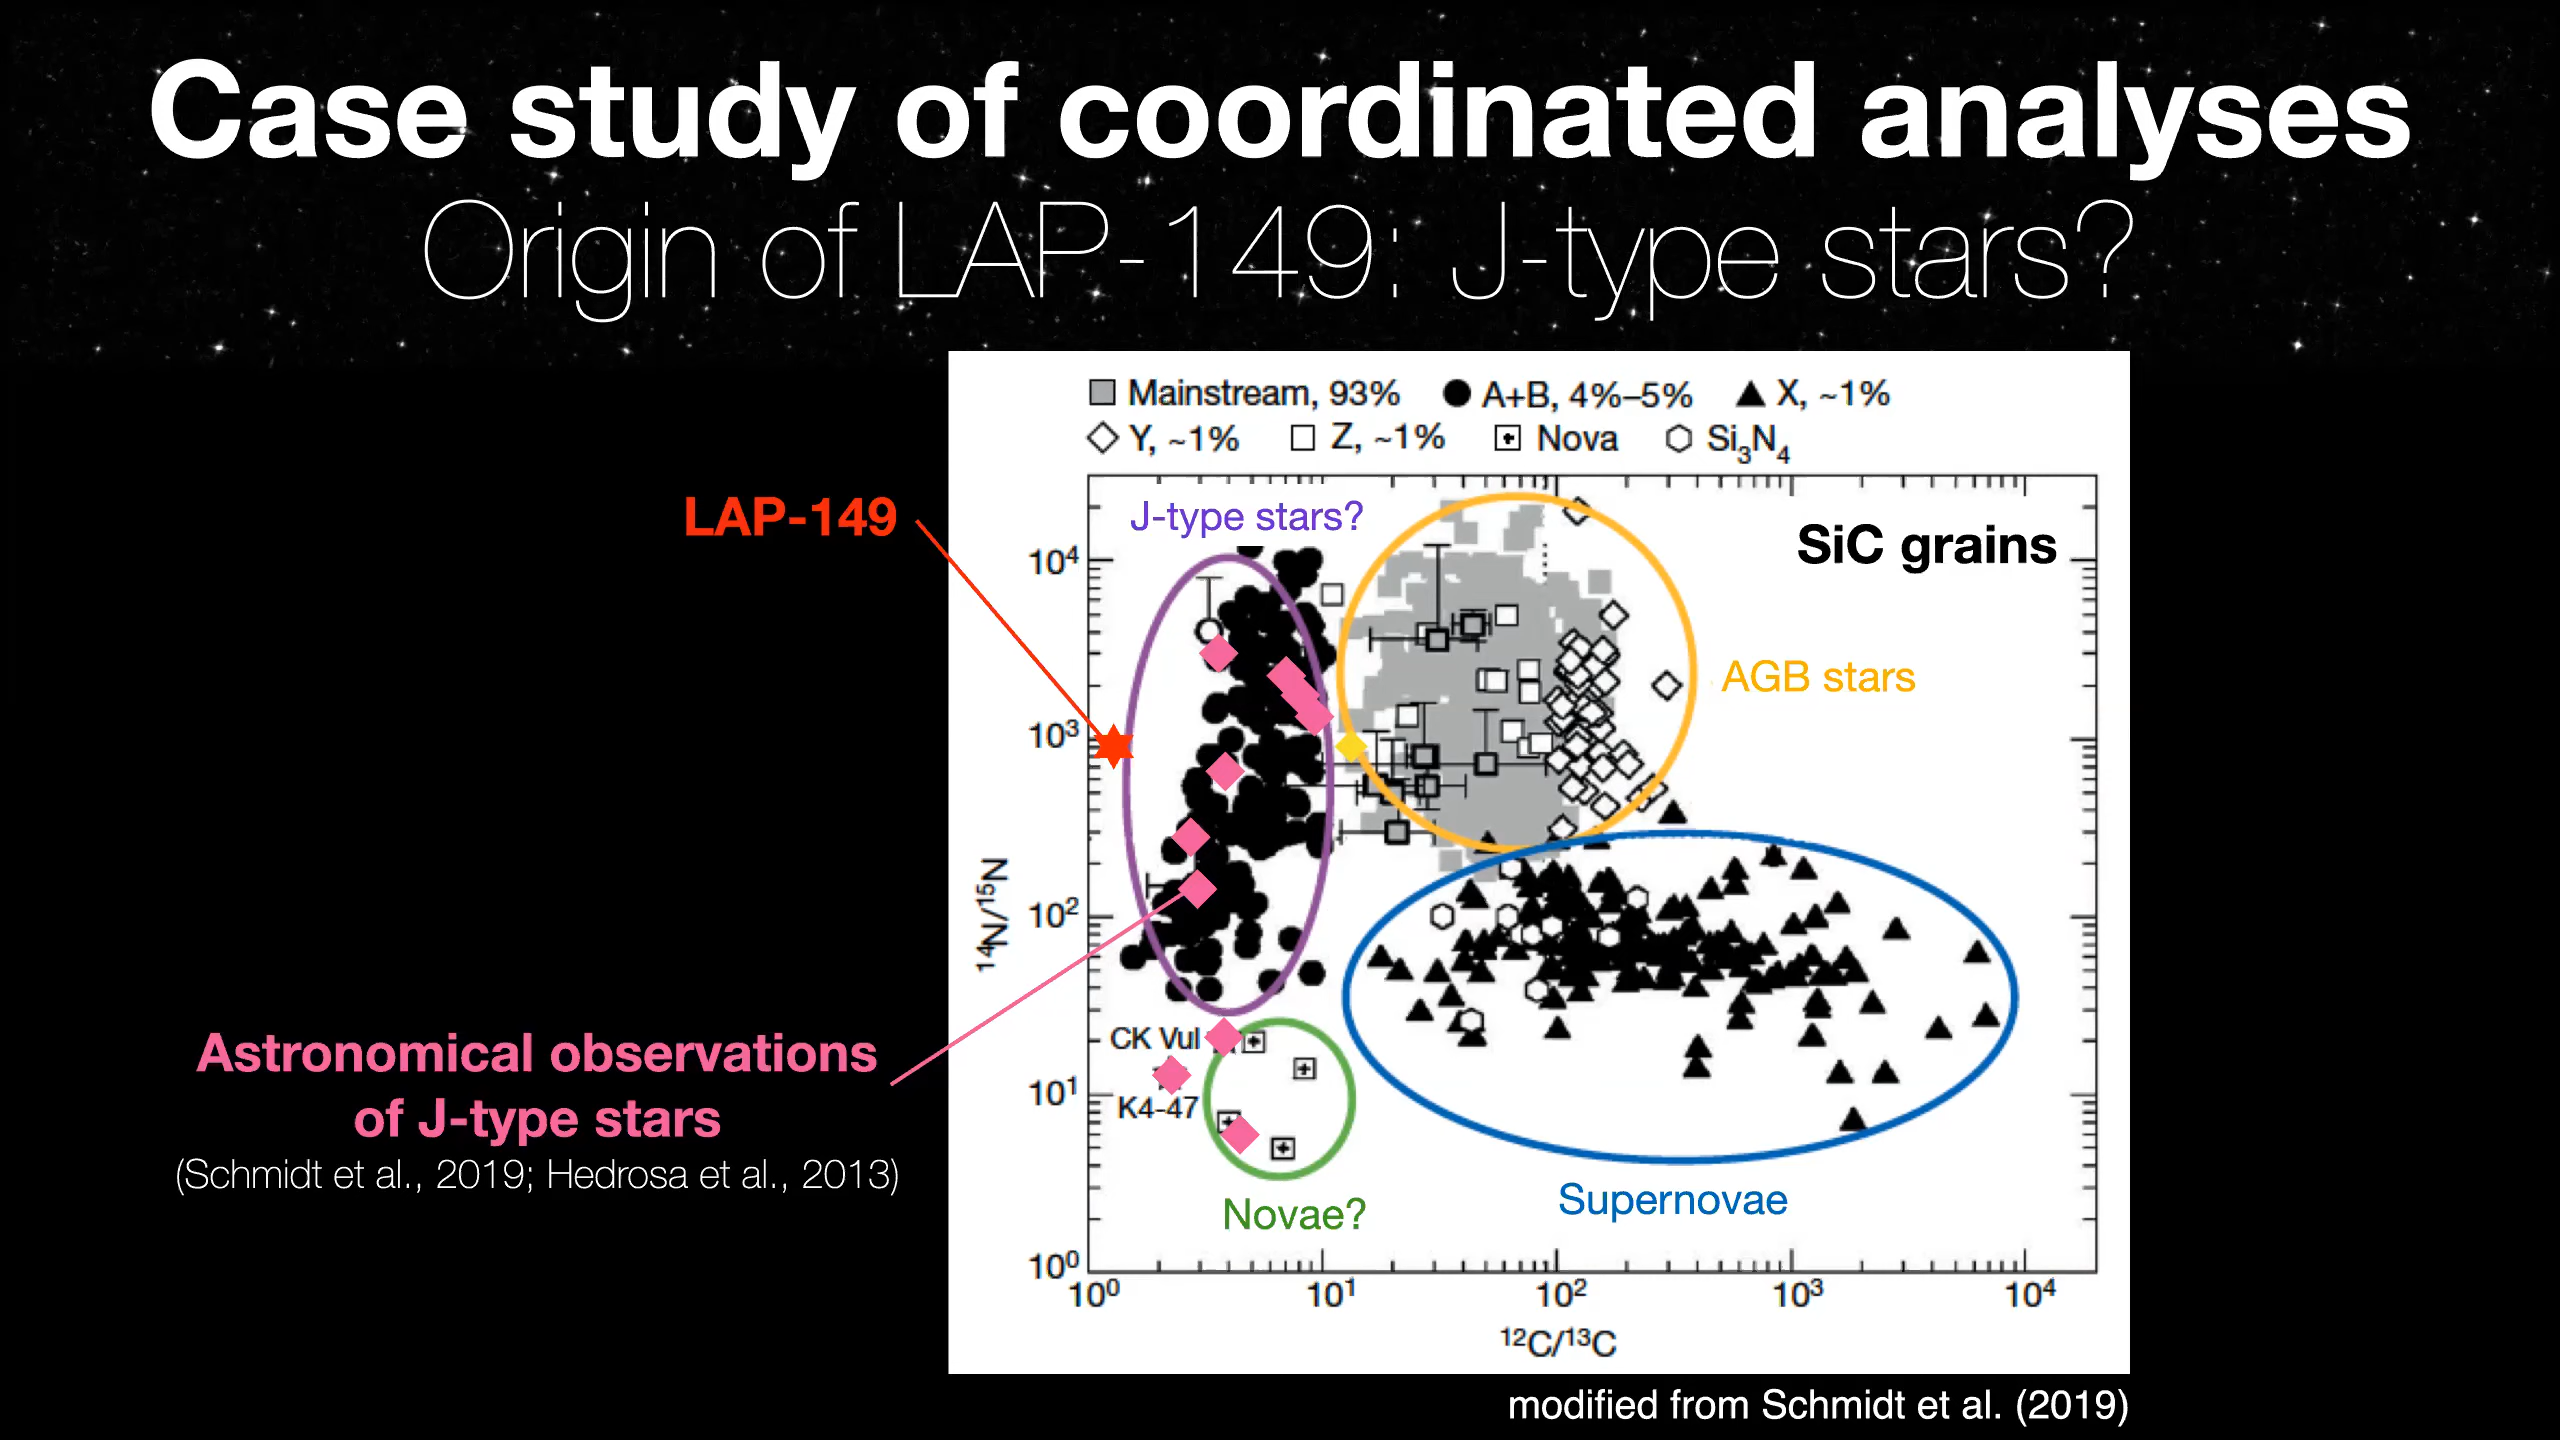 Case study of coordinated analyses
Origin of LAP-149: J-type stars?
Mainstream, 93% A+B, 4%–5% X, ~1%
Y, ~1% Z, ~1% Nova Si₃N₄
LAP-149
J-type stars?
SiC grains
AGB stars
10⁴
10³
10²
10¹
10⁰
¹⁴N/¹⁵N
CK Vul
K4-47
Astronomical observations
of J-type stars
(Schmidt et al., 2019; Hedrosa et al., 2013)
Novae?
Supernovae
10⁰ 10¹ 10² 10³ 10⁴
¹²C/¹³C
modified from Schmidt et al. (2019)